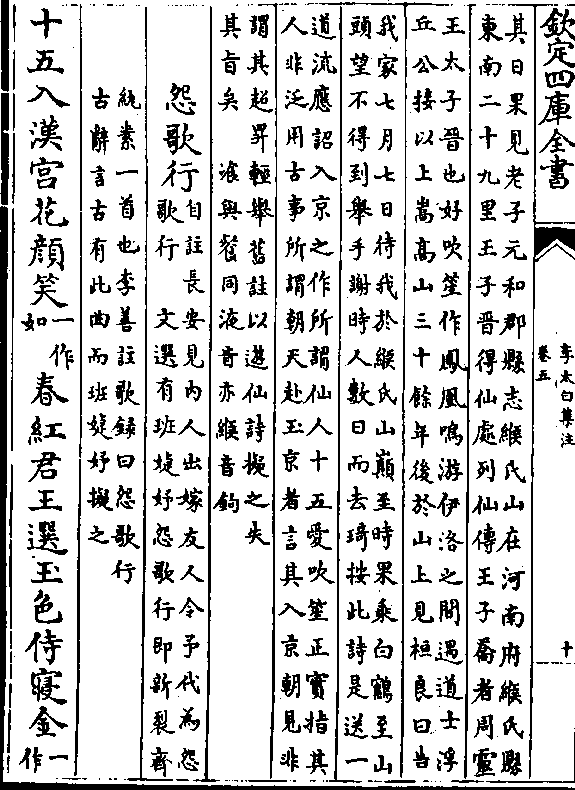 欽定四庫全書
李太白集注
卷五
十
其日果見老子元和郡縣志緱氏山在河南府緱氏縣
東南二十九里王子晉得仙處列仙傳王子喬者周靈
王太子晉也好吹笙作鳳凰鳴游伊洛之間遇道士浮
丘公接以上嵩高山三十餘年後於山上見桓良曰告
我家七月七日待我於緱氏山巔至時果乘白鶴至山
頭望不得到舉手謝時人數日而去琦按此詩是送一
道流應詔入京之作所謂仙人十五愛吹笙正實指其
人非泛用古事所謂朝天赴玉京者言其入京朝見非
謂其超昇輕舉舊註以遊仙詩擬之失
其旨矣 飡與餐同液音亦緱音鉤
怨歌行 自註長安見內人出嫁友人令予代為怨
歌行 文選有班婕妤怨歌行即新製齊
紈素一首也李善註歌錄曰怨歌行
古辭言古有此曲而班婕妤擬之
十五入漢宮花顏笑一作如春紅君王選玉色侍寢金一作